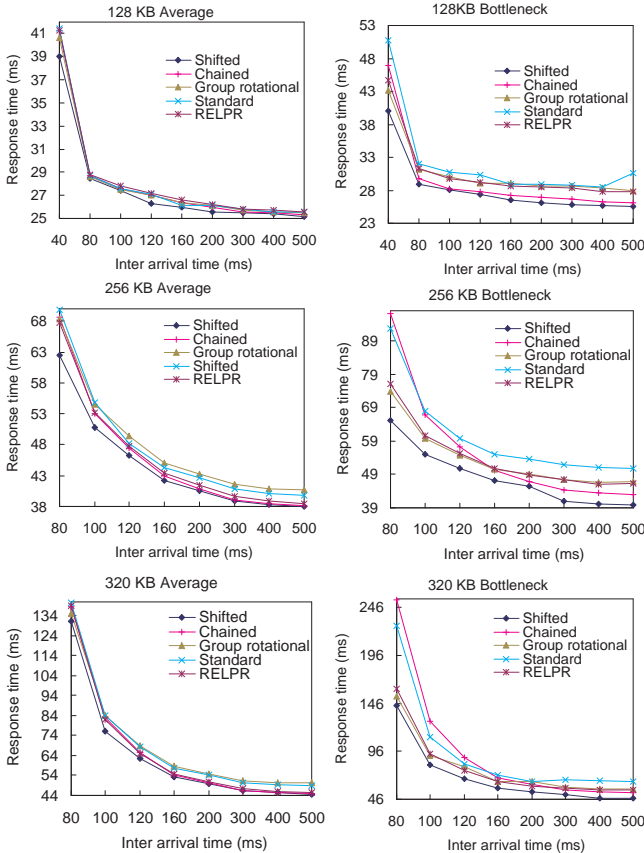 128 KB Average
Response time (ms)
41
39
37
35
33
31
29
27
25
Shifted
Chained
Group rotational
Standard
RELPR
40 80 100 120 160 200 300 400 500
Inter arrival time (ms)
128KB Bottleneck
Response time (ms)
53
48
43
38
33
28
23
Shifted
Chained
Group rotational
Standard
RELPR
40 80 100 120 160 200 300 400 500
Inter arrival time (ms)
256 KB Average
Response time (ms)
68
63
58
53
48
43
38
Shifted
Chained
Group rotational
Shifted
RELPR
80 100 120 160 200 300 400 500
Inter arrival time (ms)
256 KB Bottleneck
Response time (ms)
89
79
69
59
49
39
Shifted
Chained
Group rotational
Standard
RELPR
80 100 120 160 200 300 400 500
Inter arrival time (ms)
320 KB Average
Response time (ms)
134
124
114
104
94
84
74
64
54
44
Shifted
Chained
Group rotational
Standard
RELPR
80 100 120 160 200 300 400 500
Inter arrival time (ms)
320 KB Bottleneck
Response time (ms)
246
196
146
96
46
Shifted
Chained
Group rotational
Standard
RELPR
80 100 120 160 200 300 400 500
Inter arrival time (ms)